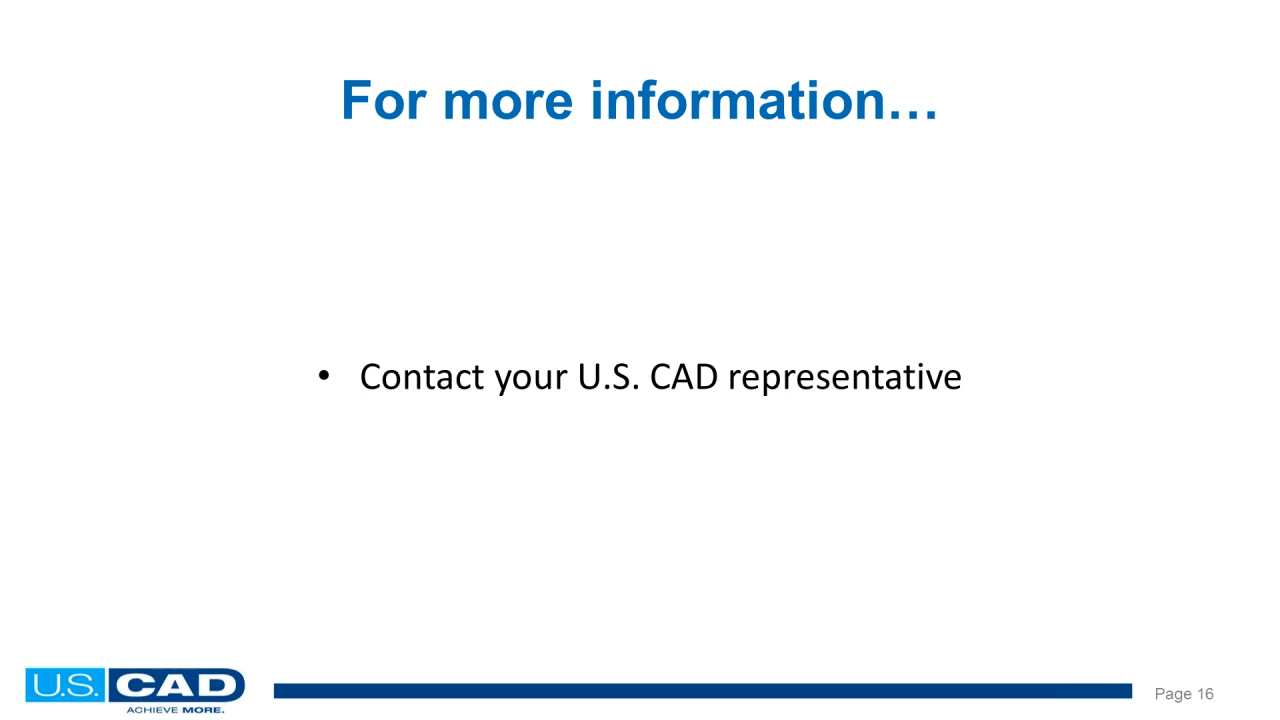 For more information…
• Contact your U.S. CAD representative
U.S. CAD
ACHIEVE MORE.
Page 16